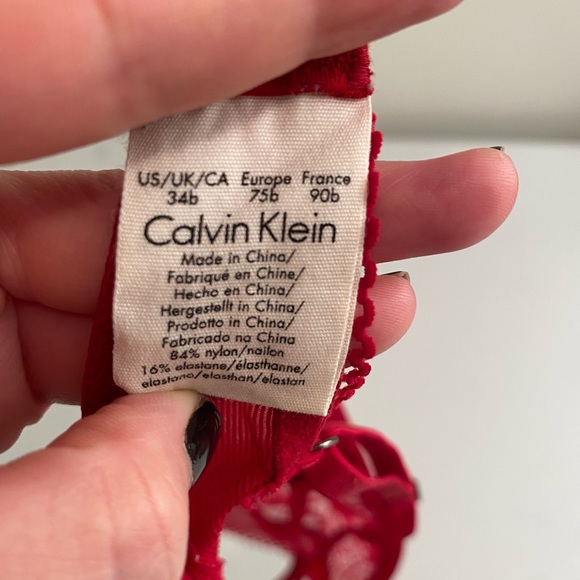 US/UK/CA Europe France
34b 75b 90b
Calvin Klein
Made in China/
Fabriqué en Chine/
Hecho en China/
Hergestellt in China/
Prodotto in China/
Fabricado na China
84% nylon/nailon
16% elastane/élasthanne/
elastano/elasthan/elastan